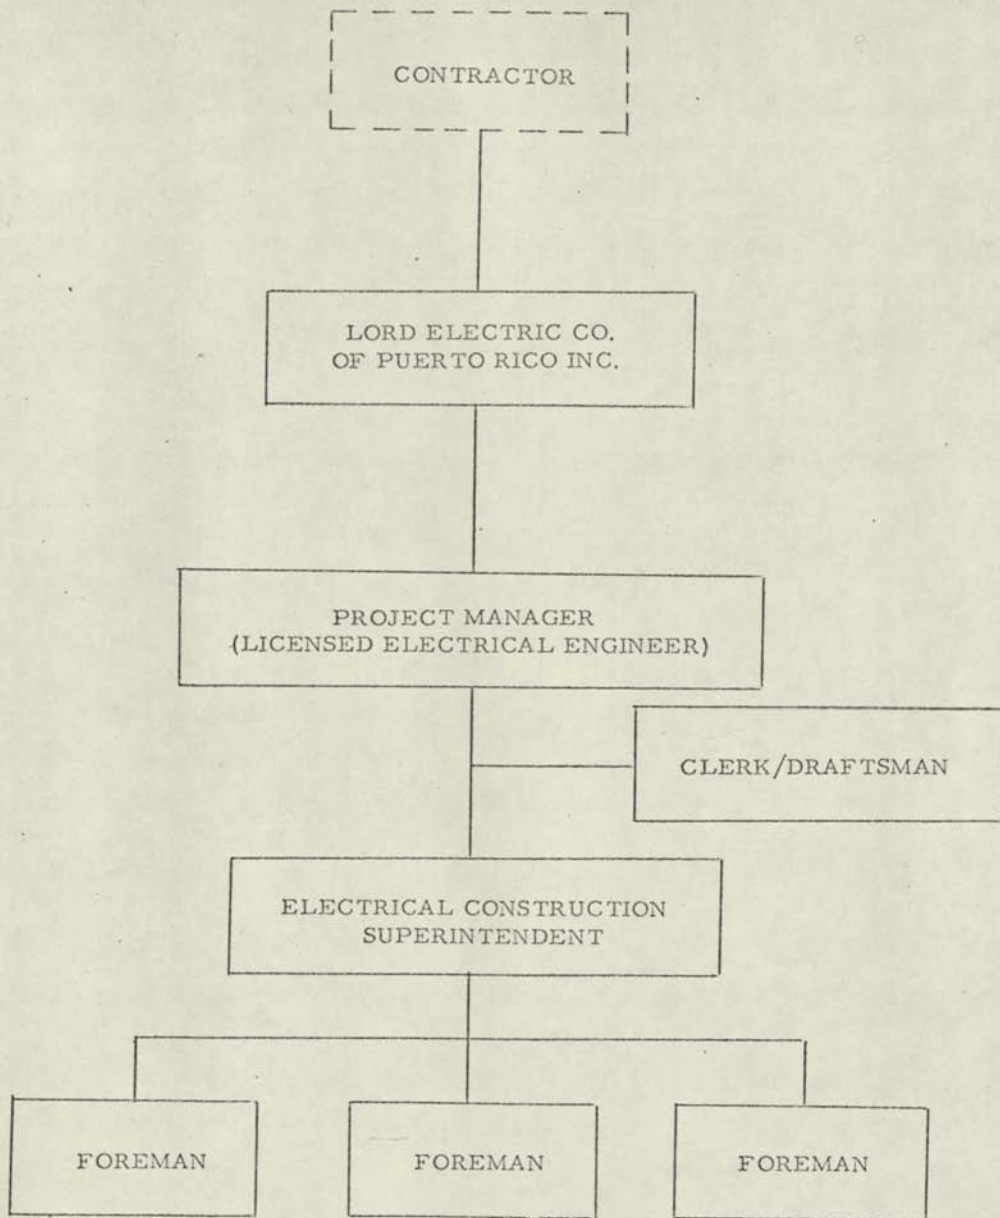 CONTRACTOR
LORD ELECTRIC CO.
OF PUERTO RICO INC.
PROJECT MANAGER
(LICENSED ELECTRICAL ENGINEER)
CLERK/DRAFTSMAN
ELECTRICAL CONSTRUCTION
SUPERINTENDENT
FOREMAN
FOREMAN
FOREMAN